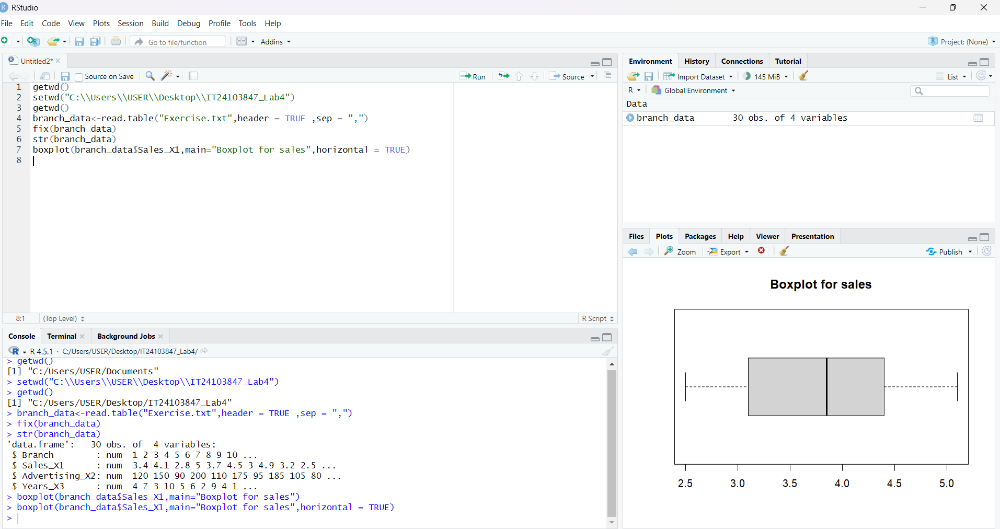 RStudio
File Edit Code View Plots Session Build Debug Profile Tools Help
Go to file/function Addins Project: (None)
Untitled2*
Source on Save Run Source
1 getwd()
2 setwd("C:\\Users\\USER\\Desktop\\IT24103847_Lab4")
3 getwd()
4 branch_data<-read.table("Exercise.txt",header = TRUE ,sep = ",")
5 fix(branch_data)
6 str(branch_data)
7 boxplot(branch_data$Sales_X1,main="Boxplot for sales",horizontal = TRUE)
8
8:1 (Top Level) R Script
Console Terminal Background Jobs
R 4.5.1 · C:/Users/USER/Desktop/IT24103847_Lab4/
> getwd()
[1] "C:/Users/USER/Documents"
> setwd("C:\\Users\\USER\\Desktop\\IT24103847_Lab4")
> getwd()
[1] "C:/Users/USER/Desktop/IT24103847_Lab4"
> branch_data<-read.table("Exercise.txt",header = TRUE ,sep = ",")
> fix(branch_data)
> str(branch_data)
'data.frame':   30 obs. of  4 variables:
 $ Branch        : num  1 2 3 4 5 6 7 8 9 10 ...
 $ Sales_X1      : num  3.4 4.1 2.8 5 3.7 4.5 3 4.9 3.2 2.5 ...
 $ Advertising_X2: num  120 150 90 200 110 175 95 185 105 80 ...
 $ Years_X3      : num  4 7 3 10 5 6 2 9 4 1 ...
> boxplot(branch_data$Sales_X1,main="Boxplot for sales")
> boxplot(branch_data$Sales_X1,main="Boxplot for sales",horizontal = TRUE)
>
Environment History Connections Tutorial
Import Dataset 145 MiB List
R Global Environment
Data
branch_data 30 obs. of 4 variables
Files Plots Packages Help Viewer Presentation
Zoom Export Publish
Boxplot for sales
2.5 3.0 3.5 4.0 4.5 5.0